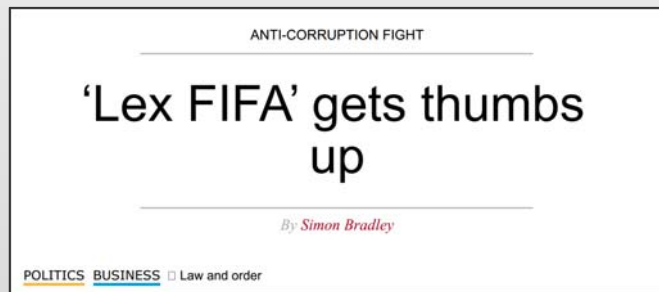 ANTI-CORRUPTION FIGHT
‘Lex FIFA’ gets thumbs
up
By Simon Bradley
POLITICS BUSINESS □ Law and order